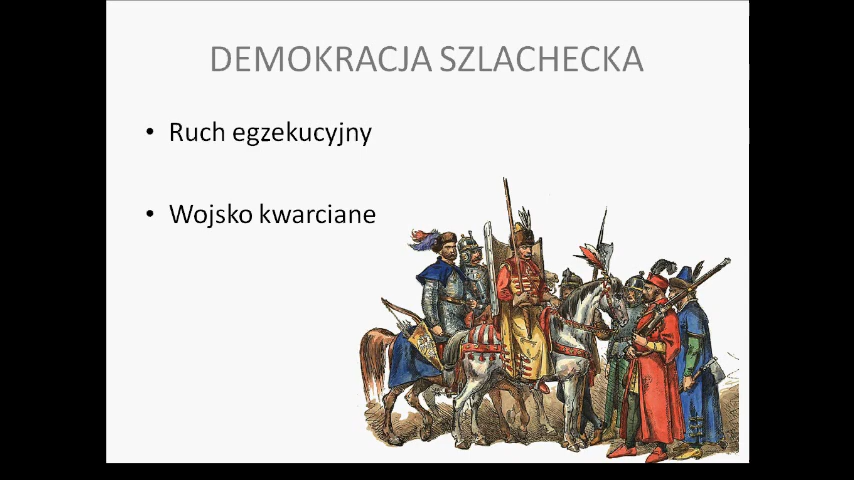 DEMOKRACJA SZLACHECKA
• Ruch egzekucyjny
• Wojsko kwarciane